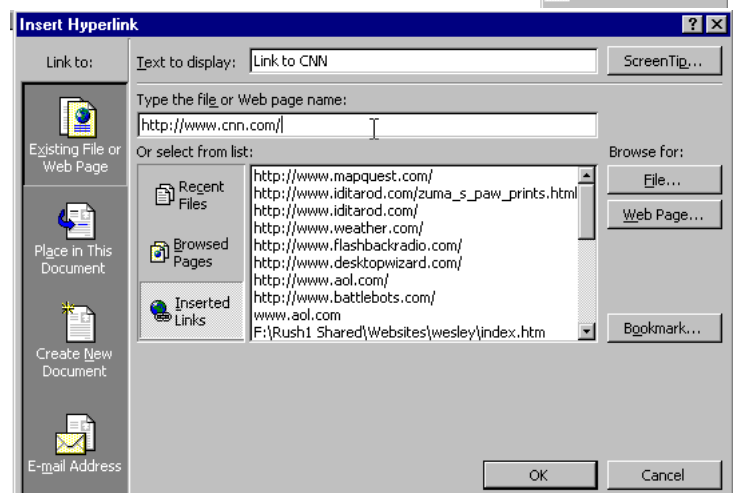 Insert Hyperlink
Link to:
Text to display: Link to CNN
ScreenTip...
Type the file or Web page name:
http://www.cnn.com/
Existing File or
Web Page
Or select from list:
Browse for:
Recent
Files
Browsed
Pages
Inserted
Links
http://www.mapquest.com/
http://www.iditarod.com/zuma_s_paw_prints.html
http://www.iditarod.com/
http://www.weather.com/
http://www.flashbackradio.com/
http://www.desktopwizard.com/
http://www.aol.com/
http://www.battlebots.com/
www.aol.com
F:\Rush1 Shared\Websites\wesley\index.htm
File...
Web Page...
Bookmark...
Place in This
Document
Create New
Document
E-mail Address
OK
Cancel